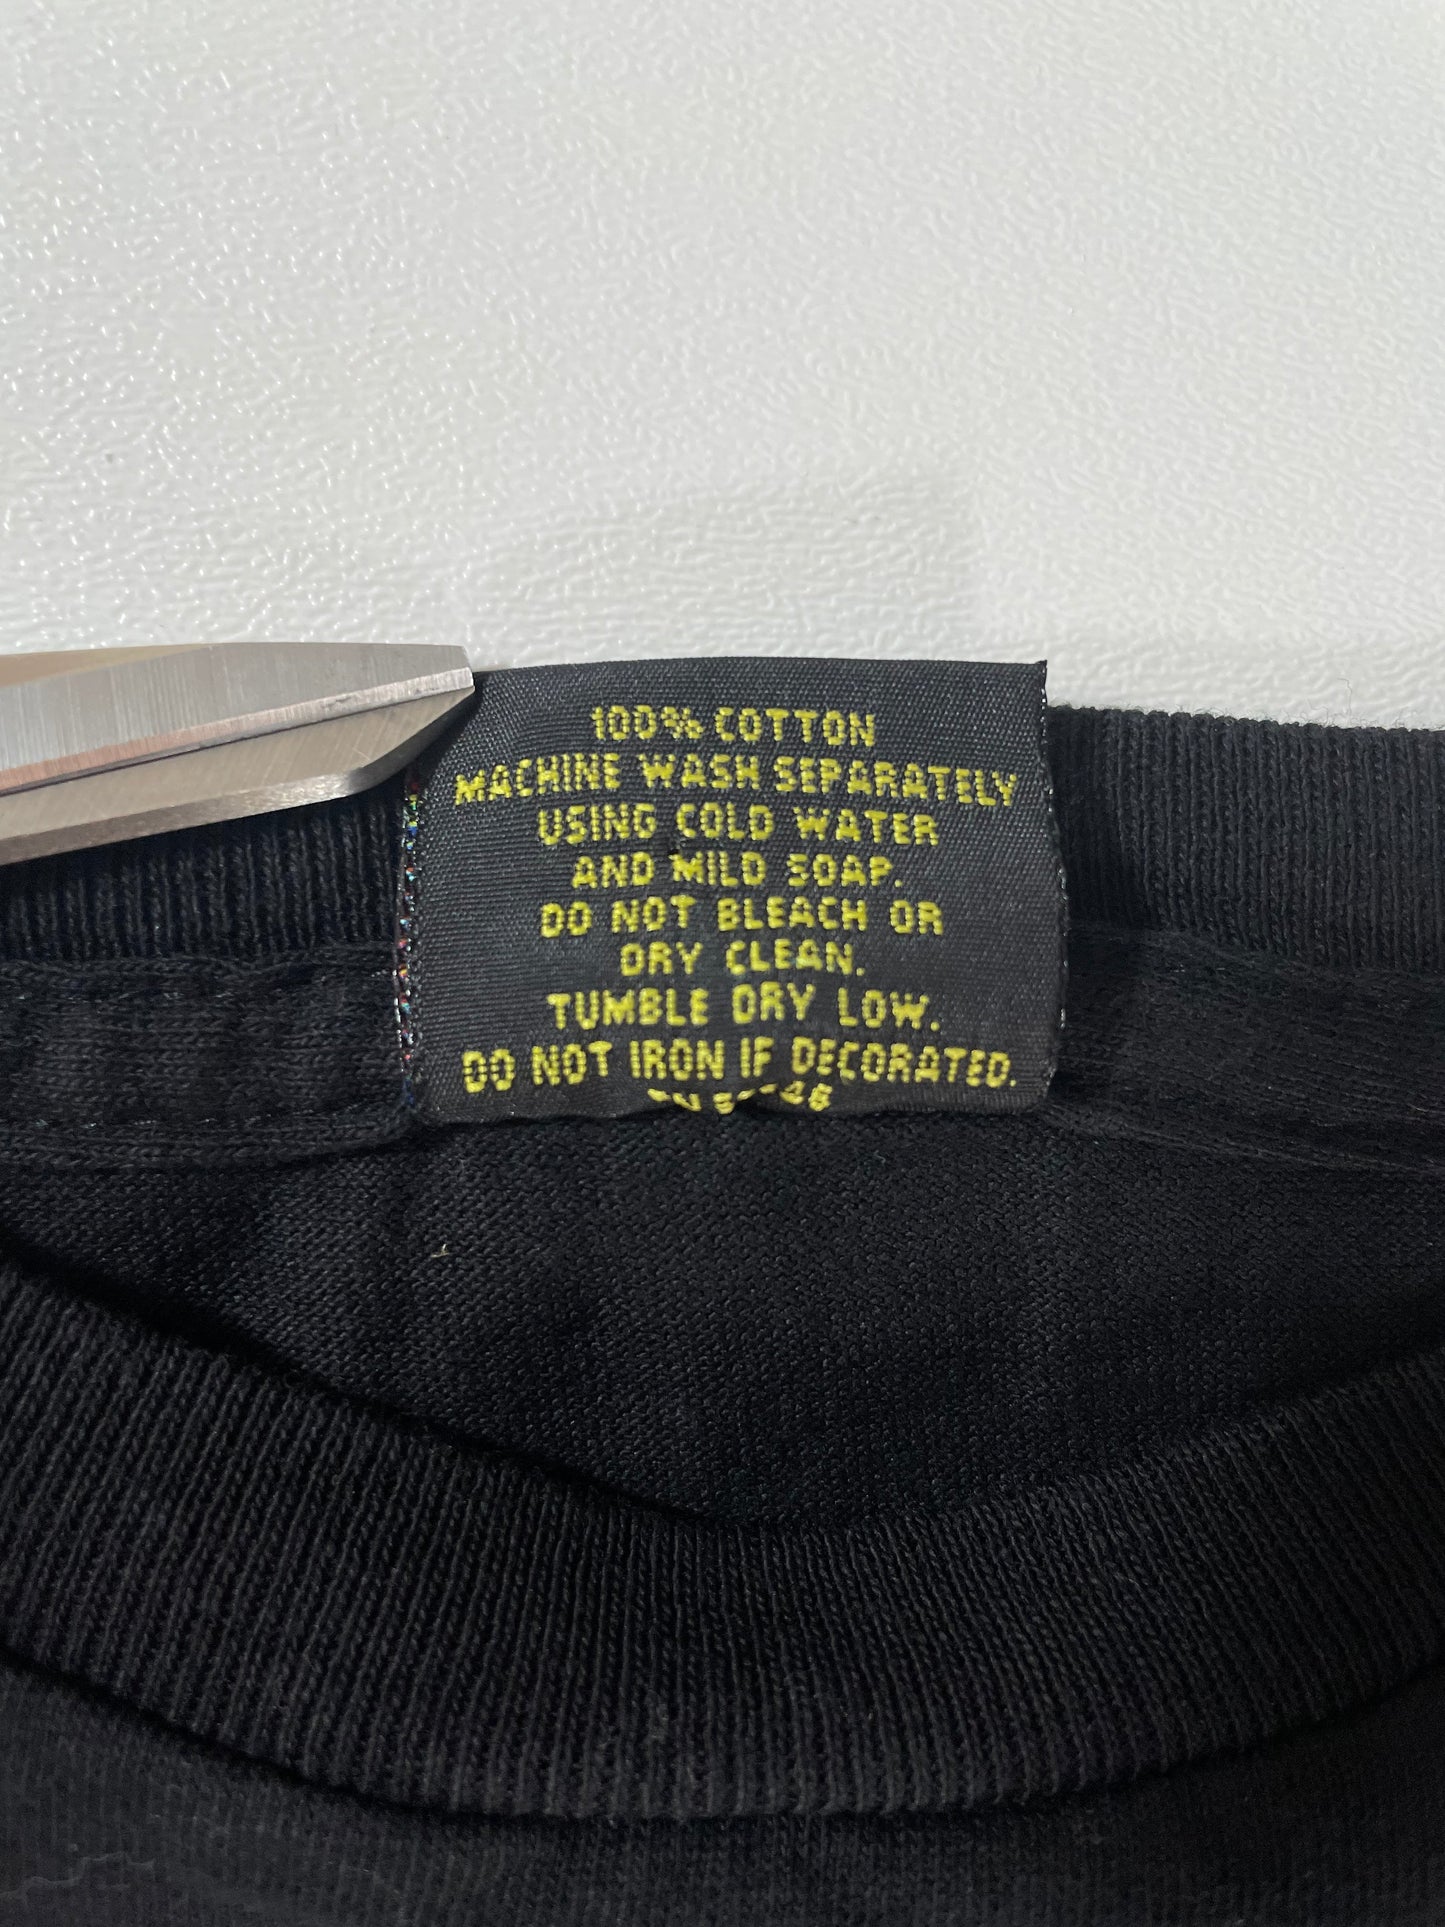 100% COTTON
MACHINE WASH SEPARATELY
USING COLD WATER
AND MILD SOAP.
DO NOT BLEACH OR
DRY CLEAN.
TUMBLE DRY LOW.
DO NOT IRON IF DECORATED.